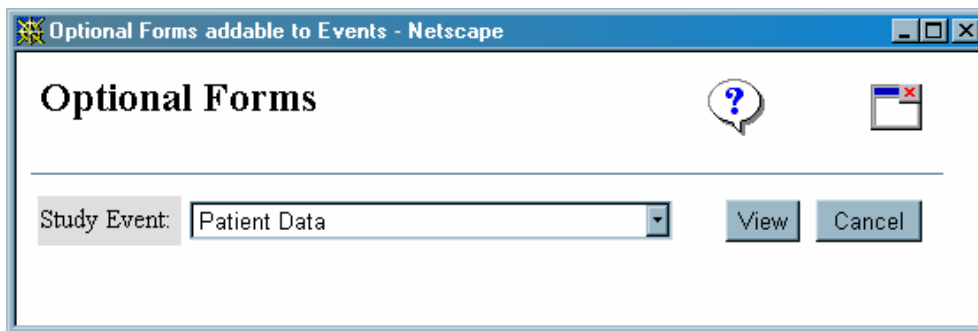 Optional Forms addable to Events - Netscape
Optional Forms
?
Study Event: Patient Data View Cancel